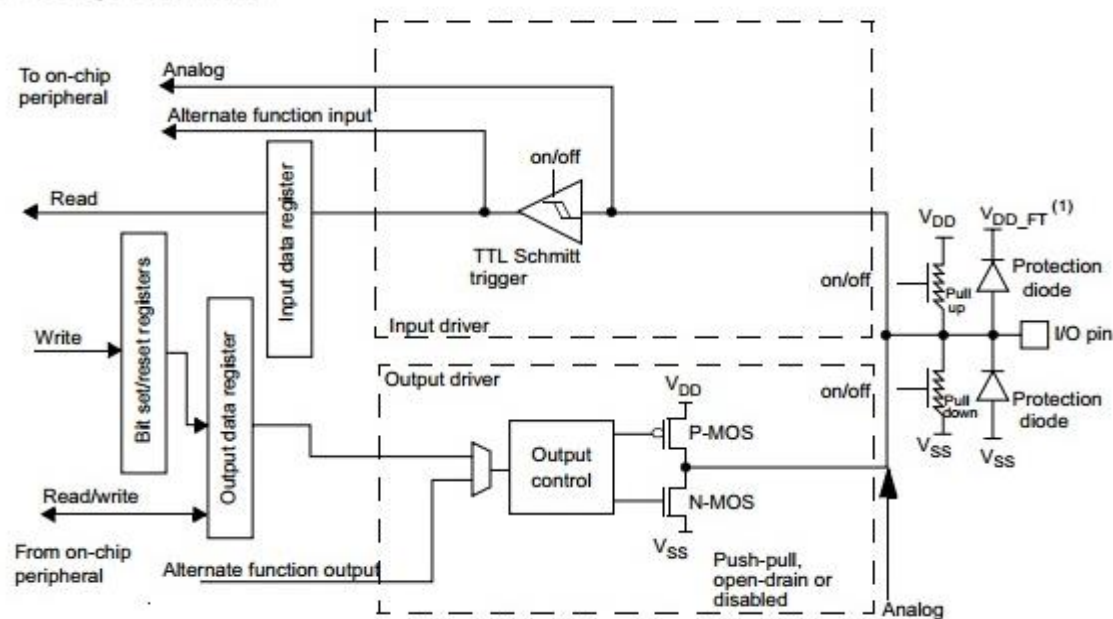 To on-chip
peripheral
Analog
Alternate function input
on/off
Read
Input data register
TTL Schmitt
trigger
Input driver
V_DD
V_DD_FT (1)
on/off
Pull
up
Protection
diode
I/O pin
Write
Bit set/reset registers
Output data register
Read/write
From on-chip
peripheral
Alternate function output
Output driver
Output
control
V_DD
P-MOS
N-MOS
V_SS
Push-pull,
open-drain or
disabled
on/off
Pull
down
V_SS
Protection
diode
V_SS
Analog